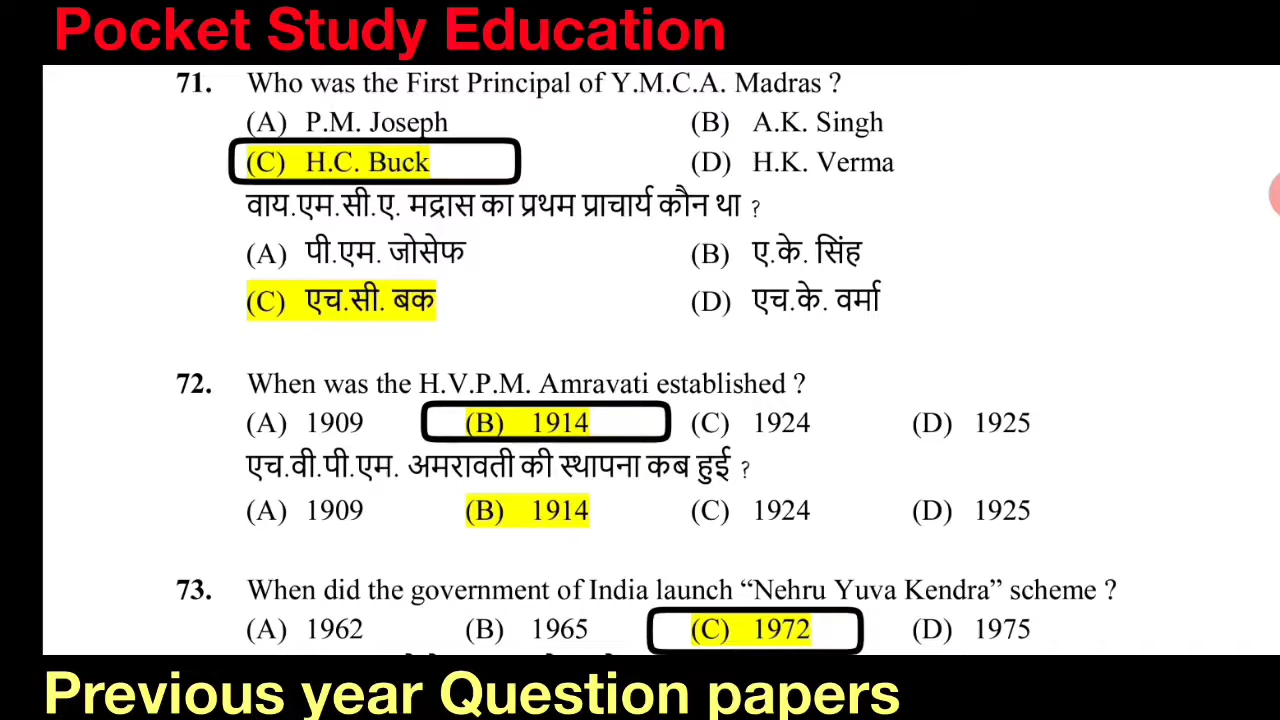 Pocket Study Education
71. Who was the First Principal of Y.M.C.A. Madras ?
(A) P.M. Joseph (B) A.K. Singh
(C) H.C. Buck (D) H.K. Verma
वाय.एम.सी.ए. मद्रास का प्रथम प्राचार्य कौन था ?
(A) पी.एम. जोसेफ (B) ए.के. सिंह
(C) एच.सी. बक (D) एच.के. वर्मा
72. When was the H.V.P.M. Amravati established ?
(A) 1909 (B) 1914 (C) 1924 (D) 1925
एच.वी.पी.एम. अमरावती की स्थापना कब हुई ?
(A) 1909 (B) 1914 (C) 1924 (D) 1925
73. When did the government of India launch “Nehru Yuva Kendra” scheme ?
(A) 1962 (B) 1965 (C) 1972 (D) 1975
Previous year Question papers